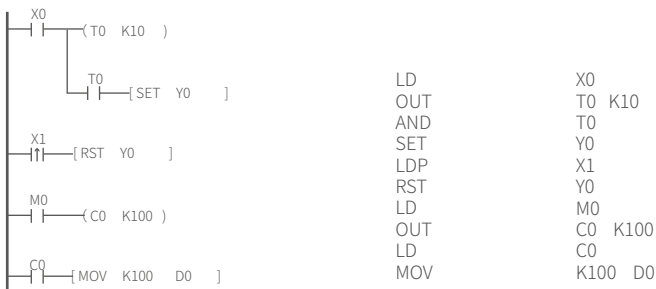 X0
(T0 K10 )
T0
[SET Y0 ]
X1
[RST Y0 ]
M0
(C0 K100 )
C0
[MOV K100 D0 ]
LD X0
OUT T0 K10
AND T0
SET Y0
LDP X1
RST Y0
LD M0
OUT C0 K100
LD C0
MOV K100 D0